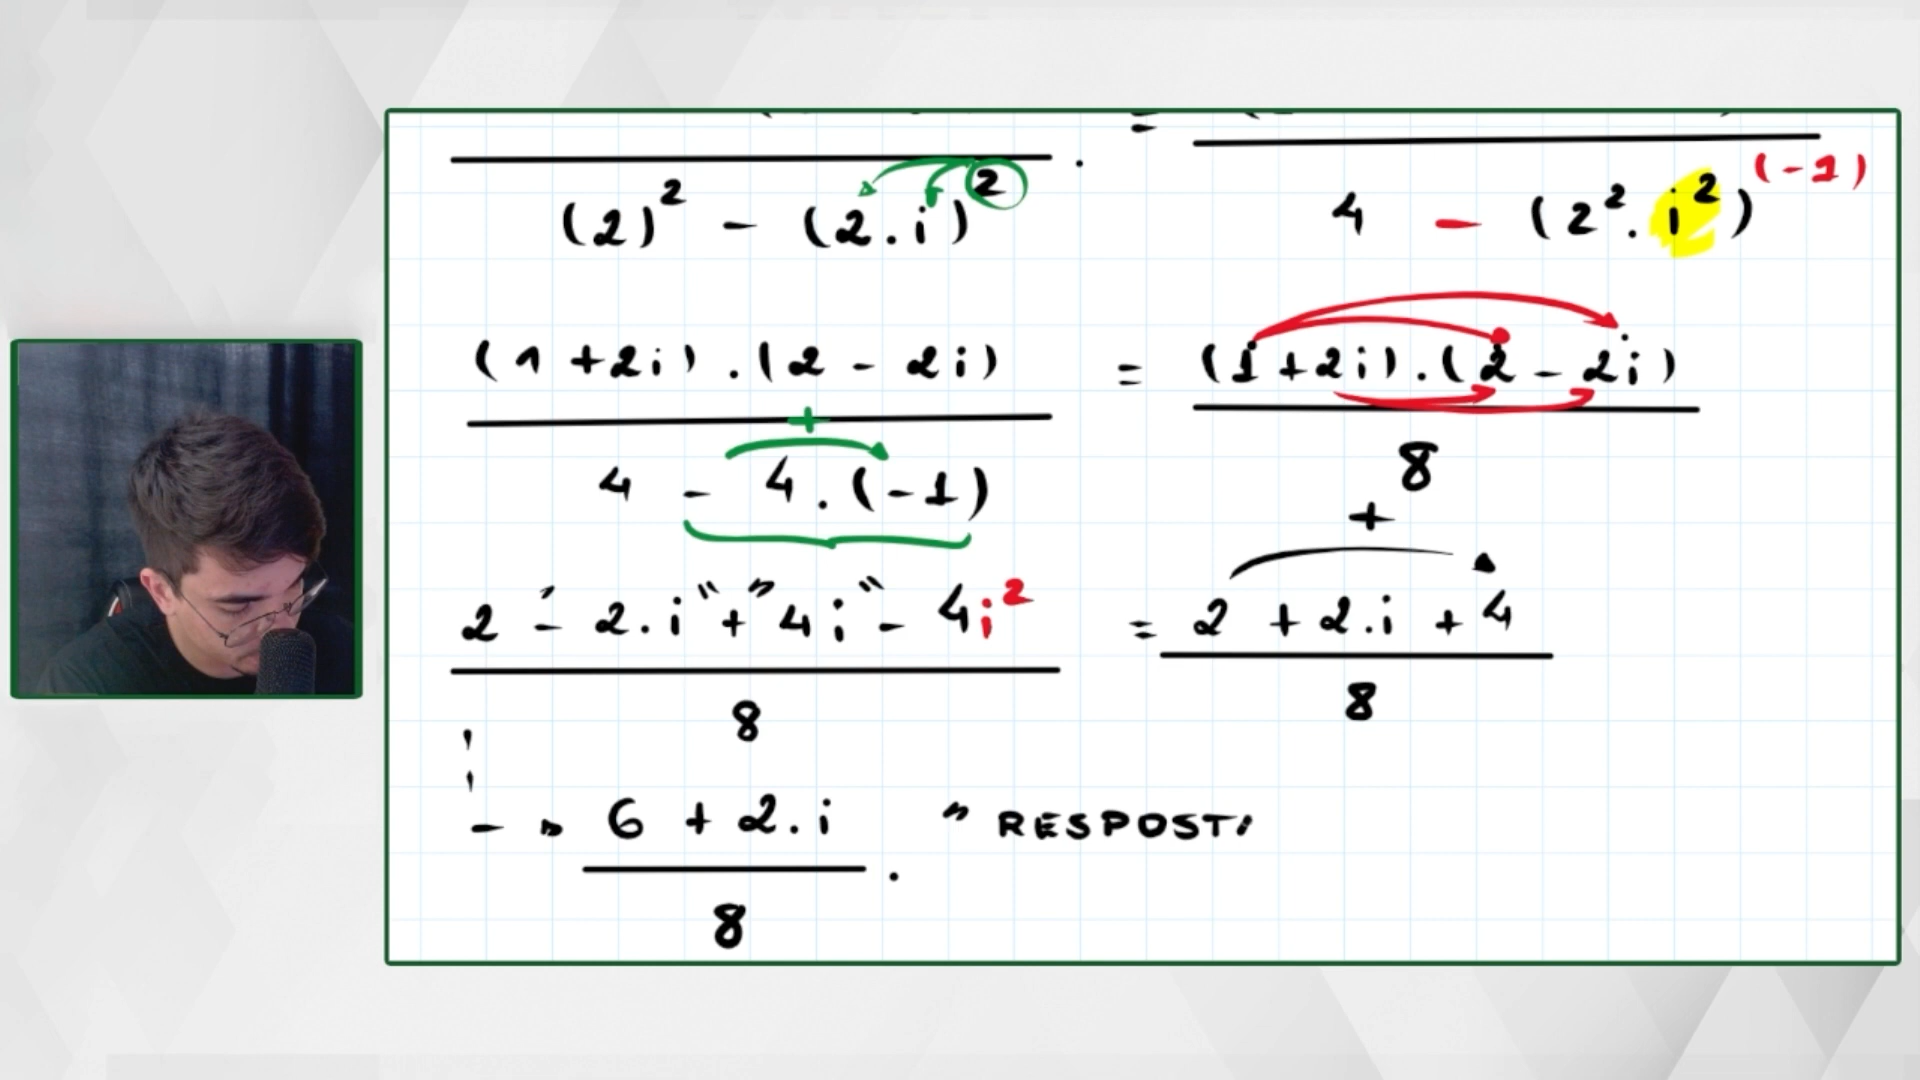 (2)² - (2.i)² . = 4 - (2².i²) (-1)
(1+2i).(2 - 2i) = (1+2i).(2 - 2i)
+
4 - 4.(-1) 8
+
2 - 2.i "+" 4i - 4i² = 2 + 2.i + 4
8 8
6 + 2.i " RESPOST
8 .